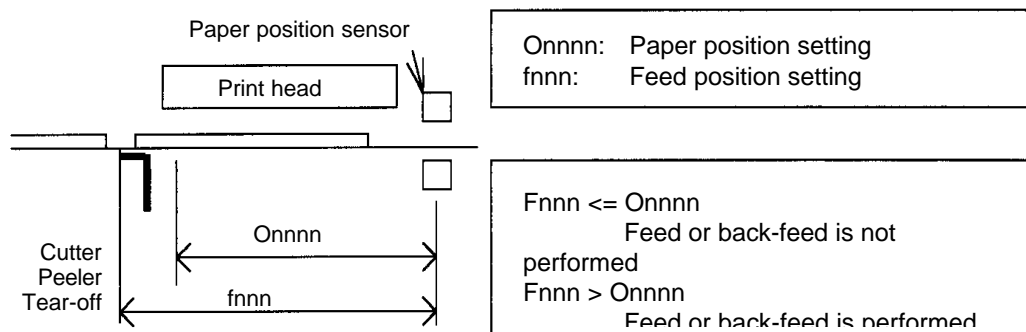 Paper position sensor
Print head
Onnnn
Cutter
Peeler
Tear-off
fnnn
Onnnn: Paper position setting
fnnn: Feed position setting
Fnnn <= Onnnn
Feed or back-feed is not
performed
Fnnn > Onnnn
Feed or back-feed is performed